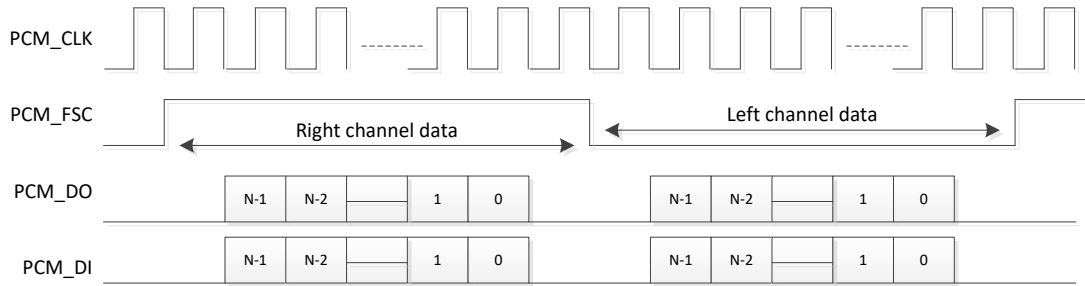 PCM_CLK
PCM_FSC
Right channel data
Left channel data
PCM_DO
N-1 N-2 1 0 N-1 N-2 1 0
PCM_DI
N-1 N-2 1 0 N-1 N-2 1 0